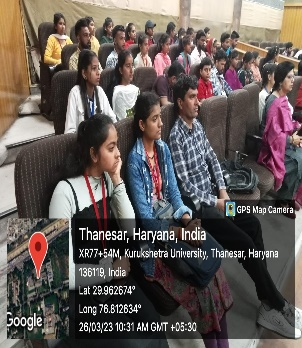 GPS Map Camera
Thanesar, Haryana, India
XR77+54M, Kurukshetra University, Thanesar, Haryana
136119, India
Lat 29.962674°
Long 76.812634°
26/03/23 10:31 AM GMT +05:30
Google